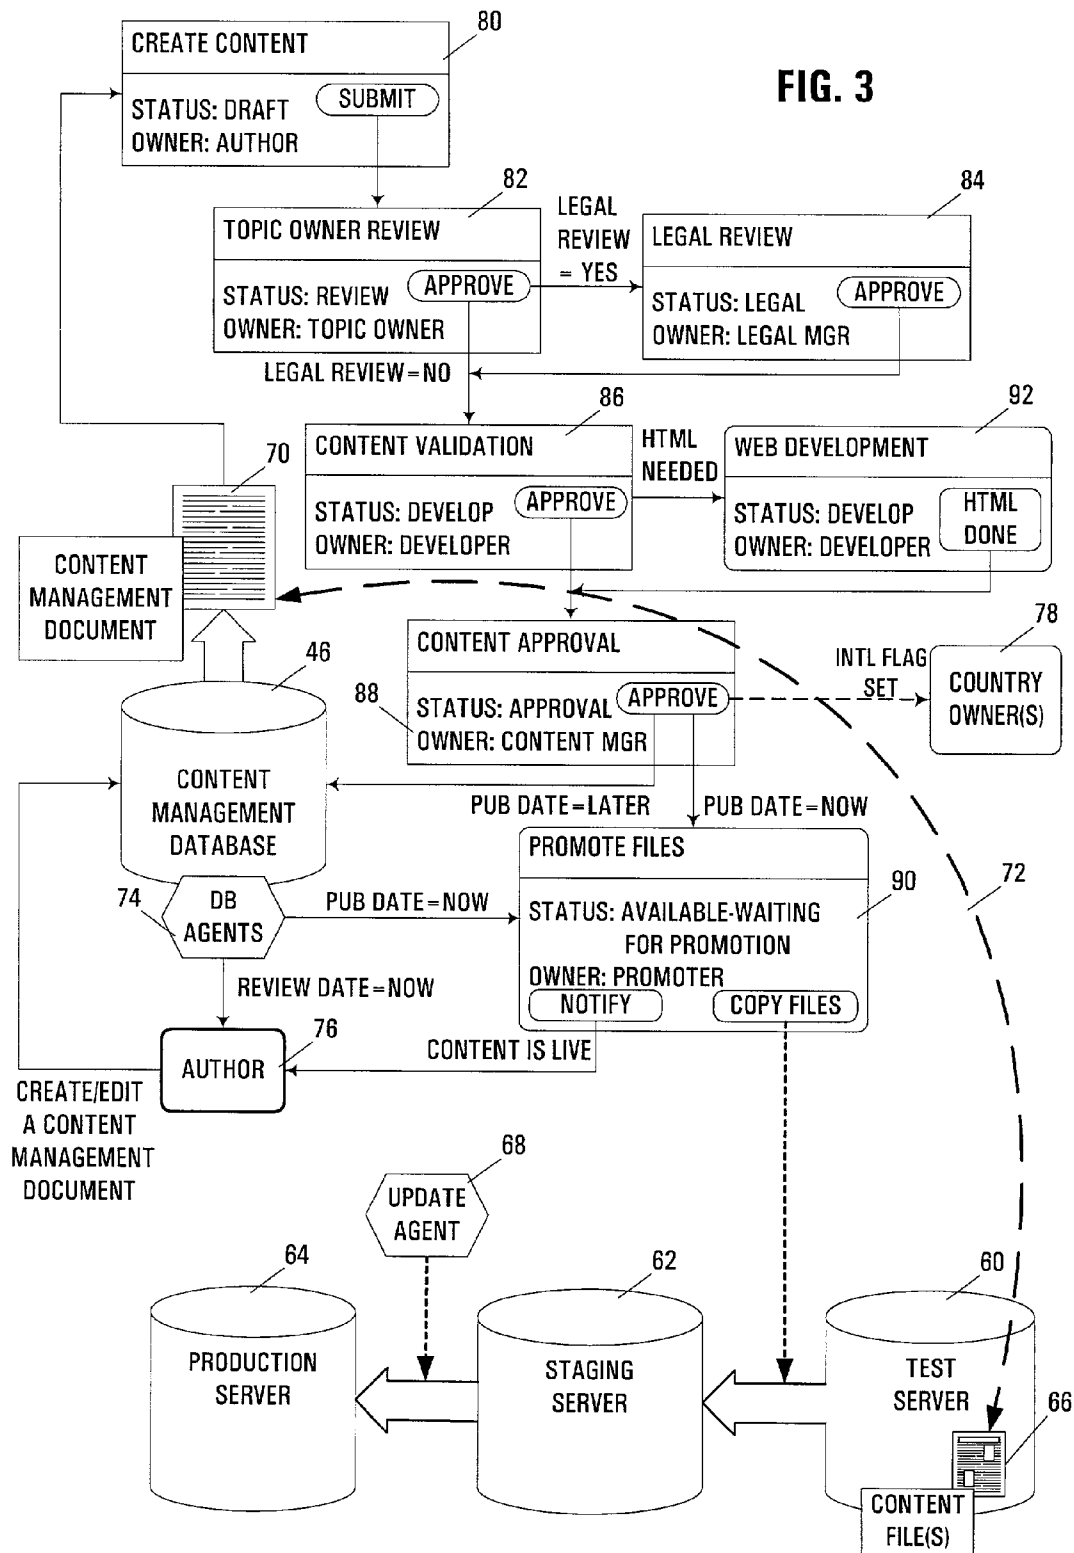 80
CREATE CONTENT
STATUS: DRAFT
SUBMIT
OWNER: AUTHOR
FIG. 3
82
TOPIC OWNER REVIEW
STATUS: REVIEW
APPROVE
OWNER: TOPIC OWNER
LEGAL
REVIEW
= YES
84
LEGAL REVIEW
STATUS: LEGAL
APPROVE
OWNER: LEGAL MGR
LEGAL REVIEW=NO
86
CONTENT VALIDATION
STATUS: DEVELOP
APPROVE
OWNER: DEVELOPER
HTML
NEEDED
92
WEB DEVELOPMENT
STATUS: DEVELOP
OWNER: DEVELOPER
HTML
DONE
70
CONTENT
MANAGEMENT
DOCUMENT
CONTENT APPROVAL
88
STATUS: APPROVAL
APPROVE
OWNER: CONTENT MGR
INTL FLAG
SET
78
COUNTRY
OWNER(S)
46
CONTENT
MANAGEMENT
DATABASE
PUB DATE=LATER
PUB DATE=NOW
PROMOTE FILES
90
STATUS: AVAILABLE-WAITING
FOR PROMOTION
OWNER: PROMOTER
NOTIFY
COPY FILES
72
74
DB
AGENTS
PUB DATE=NOW
REVIEW DATE=NOW
76
AUTHOR
CONTENT IS LIVE
CREATE/EDIT
A CONTENT
MANAGEMENT
DOCUMENT
68
UPDATE
AGENT
64
PRODUCTION
SERVER
62
STAGING
SERVER
60
TEST
SERVER
66
CONTENT
FILE(S)